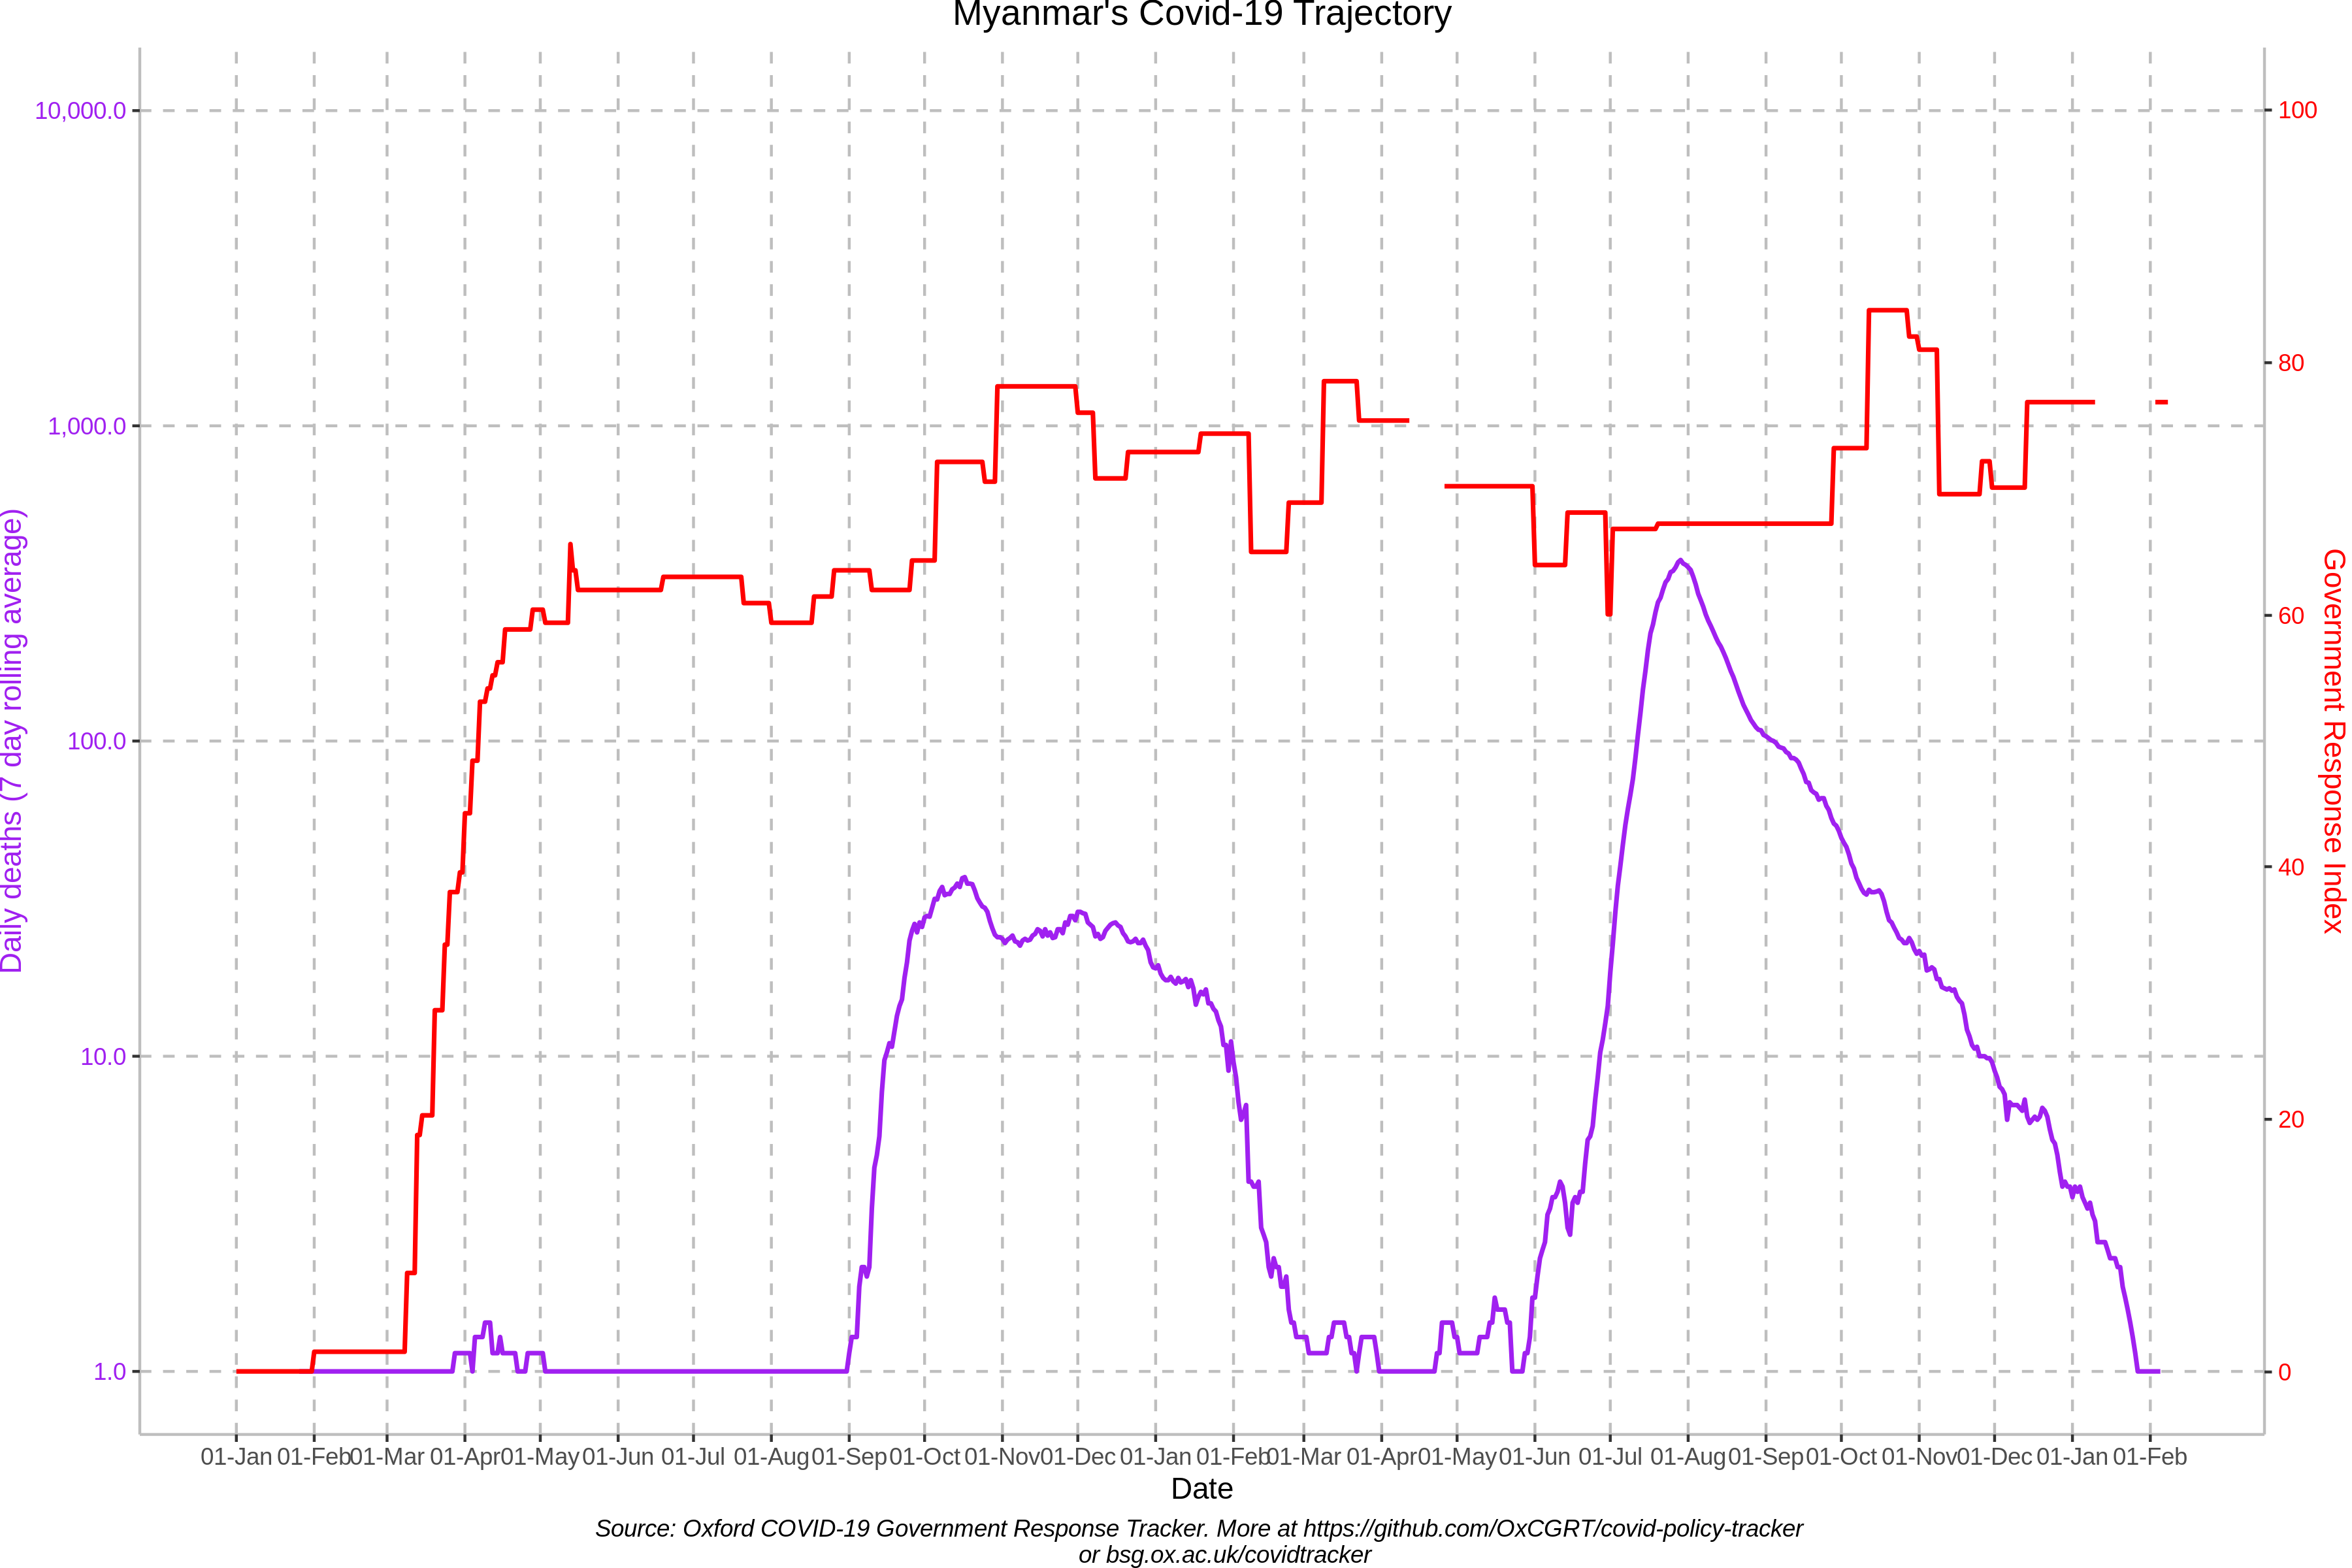 Myanmar's Covid-19 Trajectory
10,000.0
1,000.0
100.0
10.0
1.0
Daily deaths (7 day rolling average)
100
80
60
40
20
0
Government Response Index
01-Jan 01-Feb 01-Mar 01-Apr 01-May 01-Jun 01-Jul 01-Aug 01-Sep 01-Oct 01-Nov 01-Dec 01-Jan 01-Feb 01-Mar 01-Apr 01-May 01-Jun 01-Jul 01-Aug 01-Sep 01-Oct 01-Nov 01-Dec 01-Jan 01-Feb
Date
Source: Oxford COVID-19 Government Response Tracker. More at https://github.com/OxCGRT/covid-policy-tracker
or bsg.ox.ac.uk/covidtracker